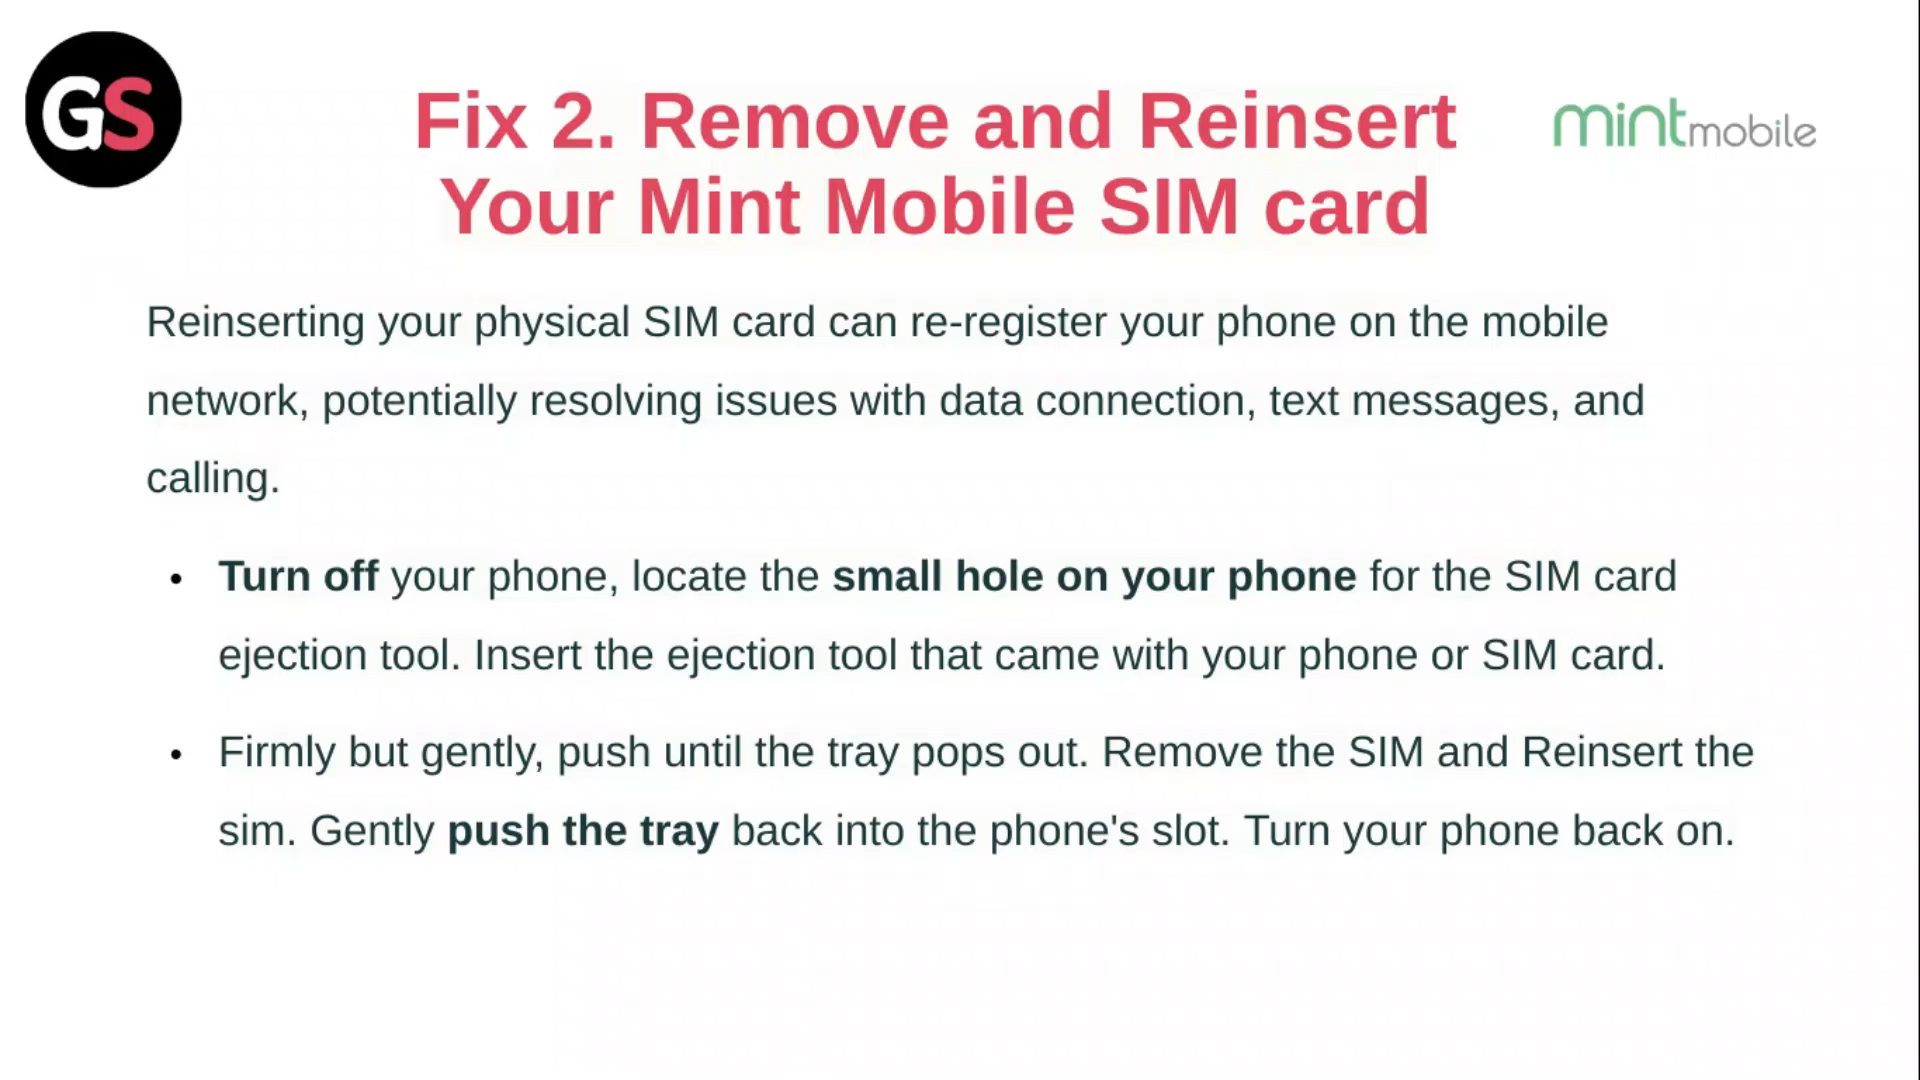 GS
Fix 2. Remove and Reinsert
Your Mint Mobile SIM card
mintmobile
Reinserting your physical SIM card can re-register your phone on the mobile
network, potentially resolving issues with data connection, text messages, and
calling.
• Turn off your phone, locate the small hole on your phone for the SIM card
ejection tool. Insert the ejection tool that came with your phone or SIM card.
• Firmly but gently, push until the tray pops out. Remove the SIM and Reinsert the
sim. Gently push the tray back into the phone's slot. Turn your phone back on.